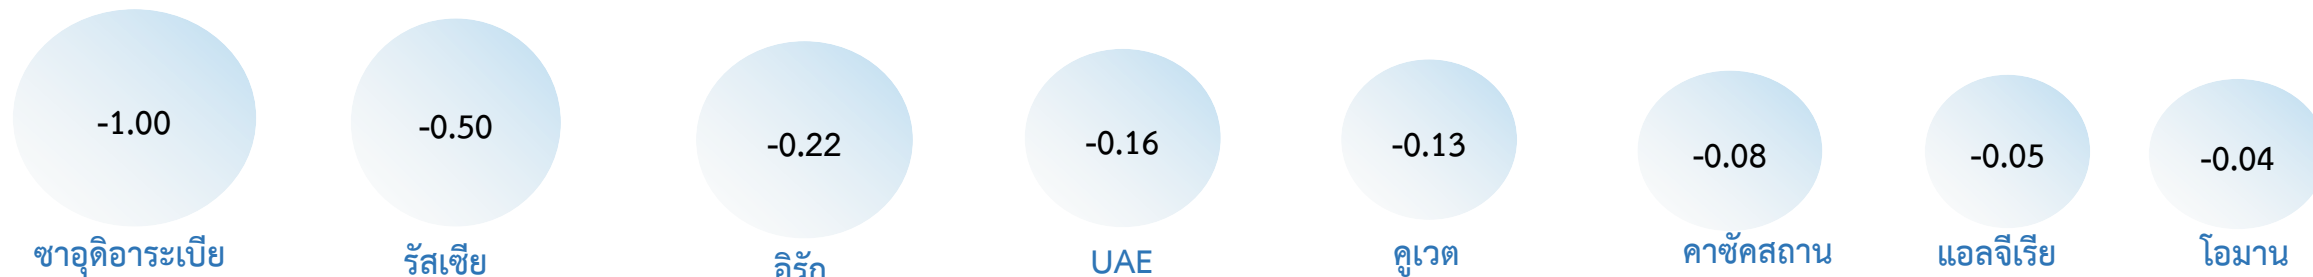 -1.00
-0.50
-0.22
-0.16
-0.13
-0.08
-0.05
-0.04
ซาอุดิอาระเบีย
รัสเซีย
อิรัก
UAE
คูเวต
คาซัคสถาน
แอลจีเรีย
โอมาน